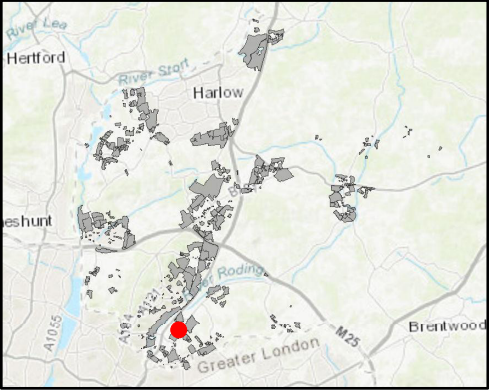 River Lea
Hertford
River Stort
Harlow
eshunt
Roding
A1055
M25
Brentwood
Greater London